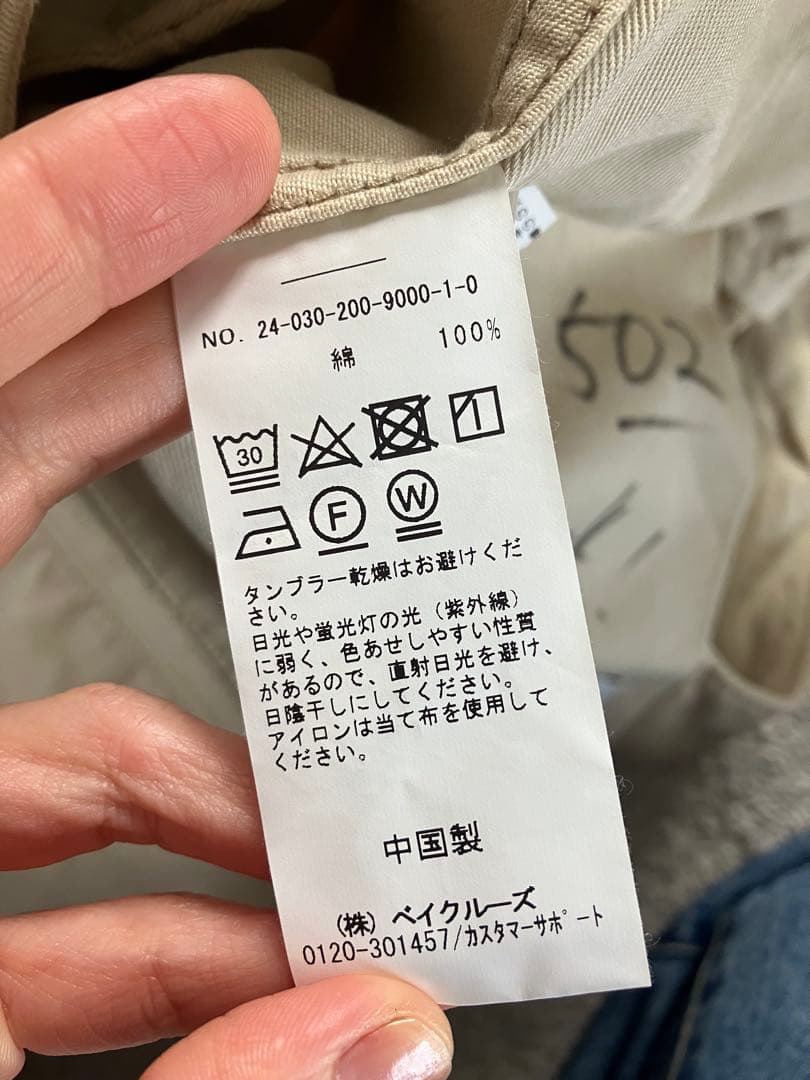 NO. 24-030-200-9000-1-0
綿 100%
30
F W
タンブラー乾燥はお避けくだ
さい。
日光や蛍光灯の光（紫外線）
に弱く、色あせしやすい性質
があるので、直射日光を避け、
日陰干しにしてください。
アイロンは当て布を使用して
ください。
中国製
（株）ベイクルーズ
0120-301457/カスタマーサポート
502